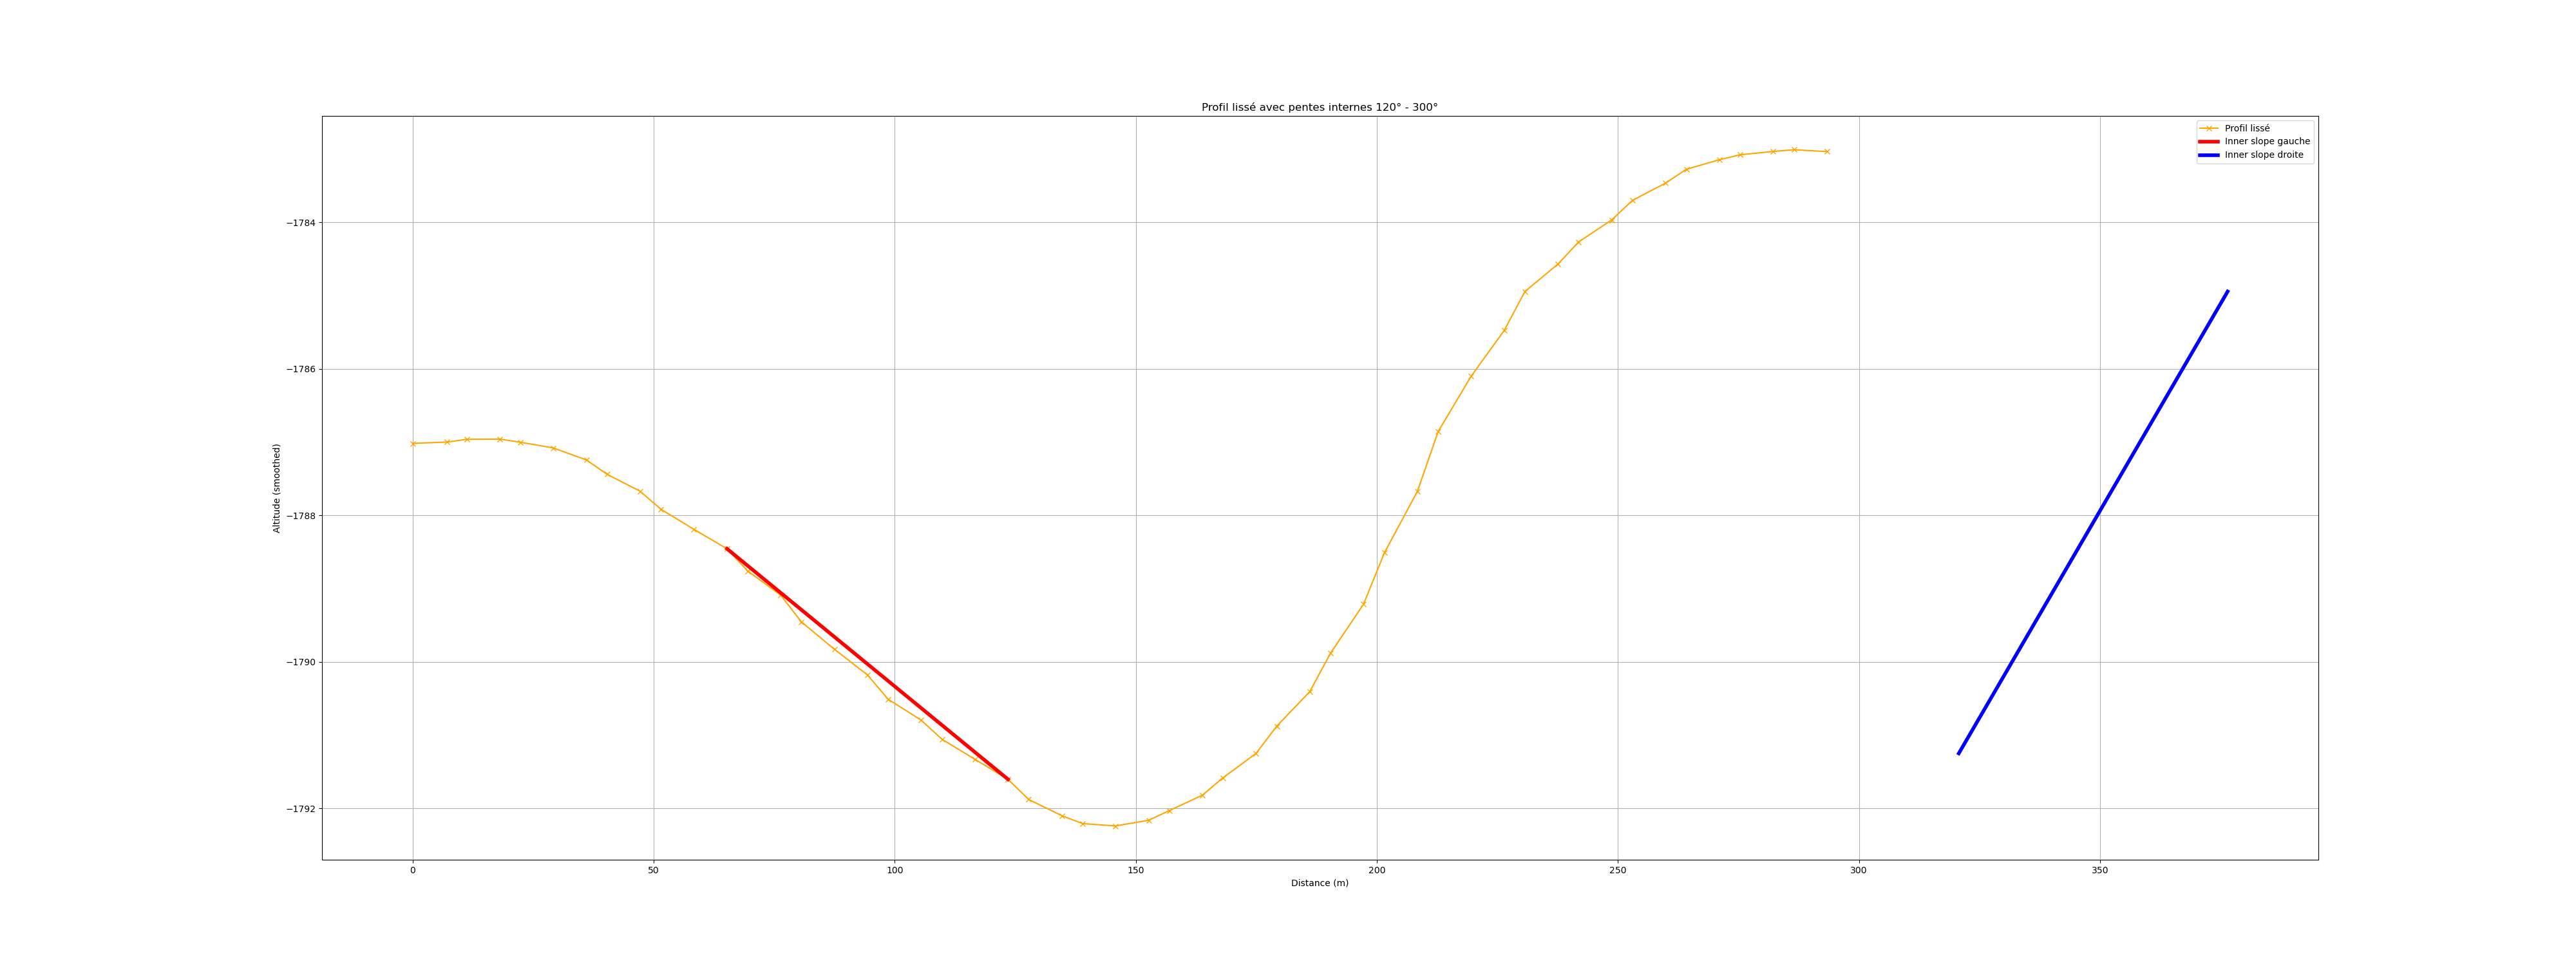 Profil lissé avec pentes internes 120° - 300°
Profil lissé
Inner slope gauche
Inner slope droite
−1784
−1786
−1788
−1790
−1792
Altitude (smoothed)
0 50 100 150 200 250 300 350
Distance (m)